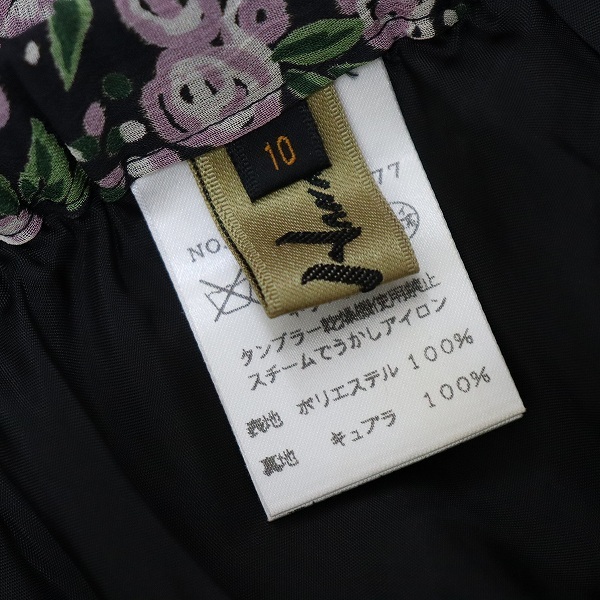 10
77
NO.
タンブラー乾燥機使用禁止
スチームでうかしアイロン
表地 ポリエステル 100%
裏地 キュプラ 100%